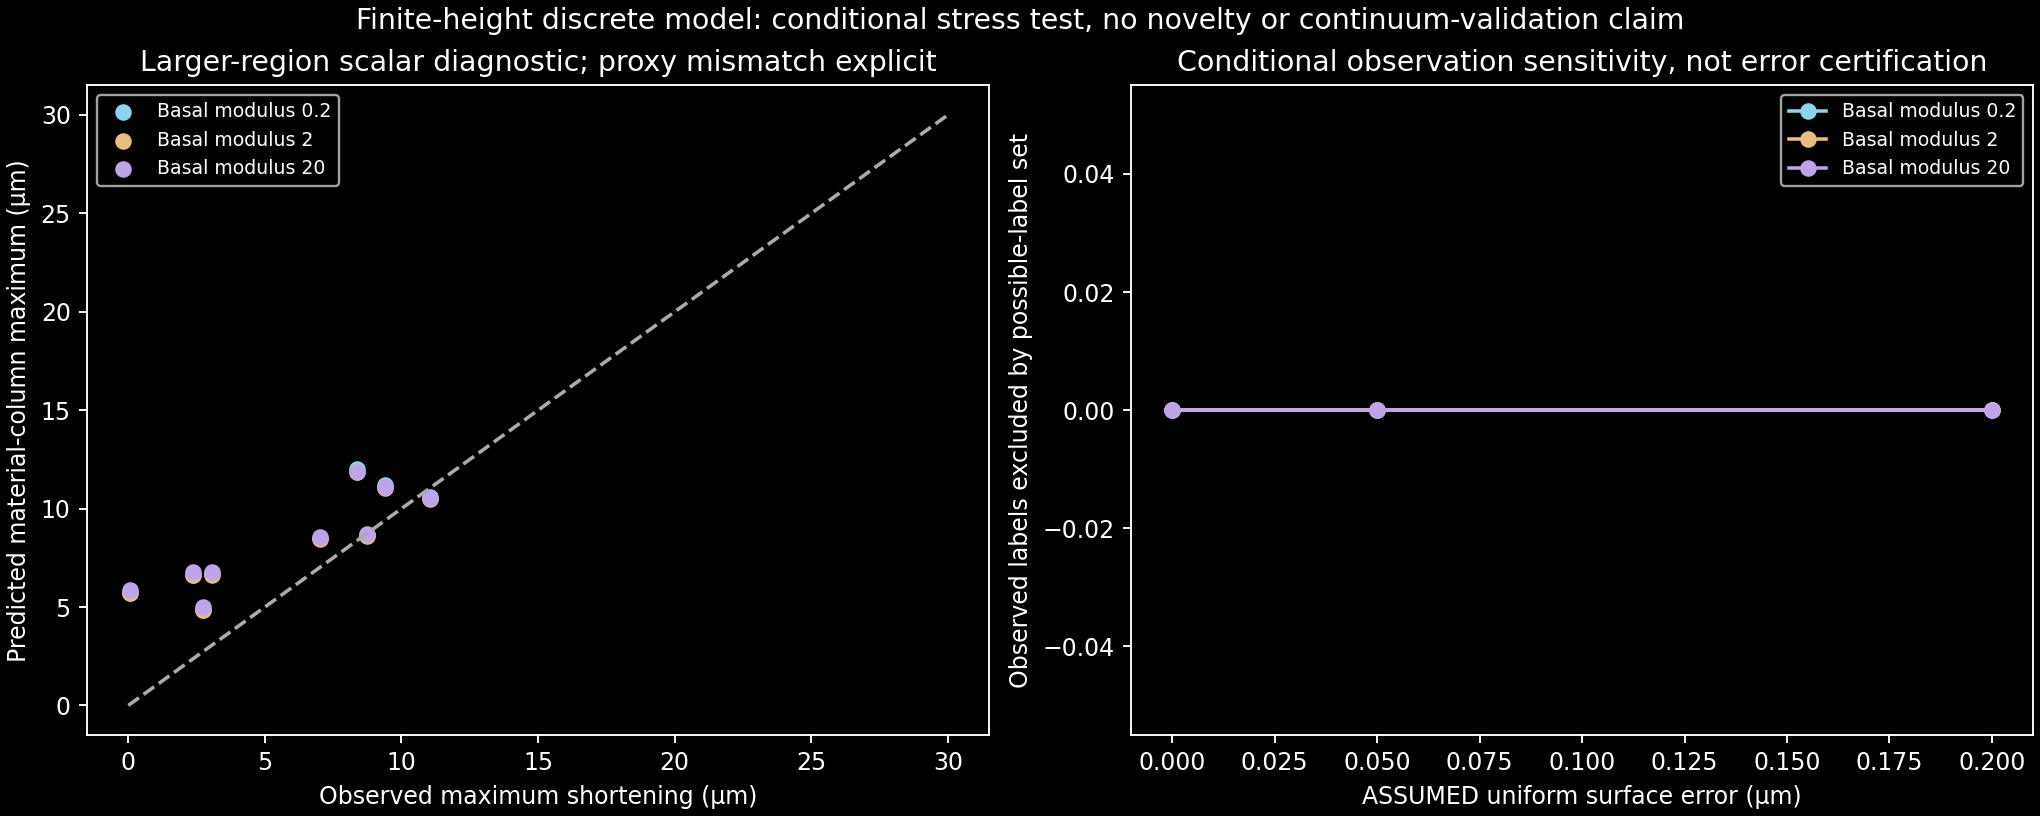 Finite-height discrete model: conditional stress test, no novelty or continuum-validation claim
Larger-region scalar diagnostic; proxy mismatch explicit
Predicted material-column maximum (µm)
30
25
20
15
10
5
0
Basal modulus 0.2
Basal modulus 2
Basal modulus 20
0 5 10 15 20 25 30
Observed maximum shortening (µm)
Conditional observation sensitivity, not error certification
Observed labels excluded by possible-label set
0.04
0.02
0.00
−0.02
−0.04
Basal modulus 0.2
Basal modulus 2
Basal modulus 20
0.000 0.025 0.050 0.075 0.100 0.125 0.150 0.175 0.200
ASSUMED uniform surface error (µm)